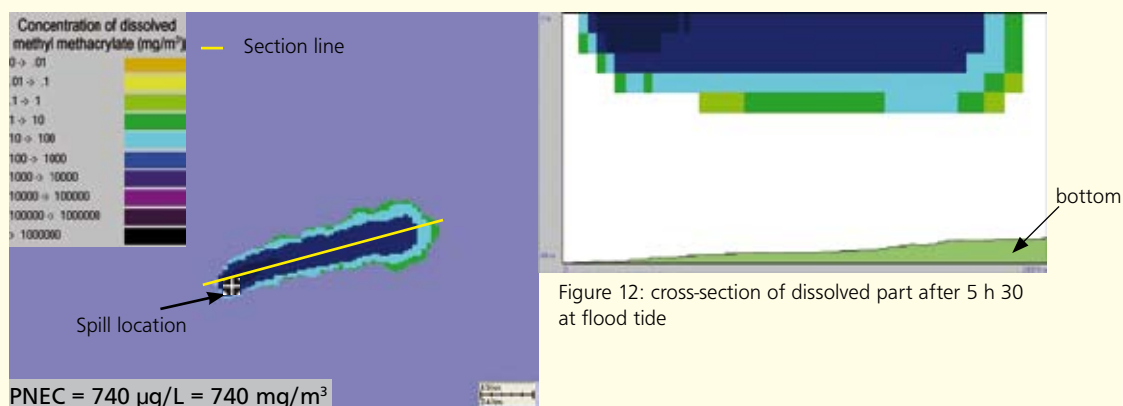 Concentration of dissolved
methyl methacrylate (mg/m³)
0 -> .01
.01 -> .1
.1 -> 1
1 -> 10
10 -> 100
100 -> 1000
1000 -> 10000
10000 -> 100000
100000 -> 1000000
> 1000000
Section line
Spill location
PNEC = 740 µg/L = 740 mg/m³
bottom
Figure 12: cross-section of dissolved part after 5 h 30
at flood tide